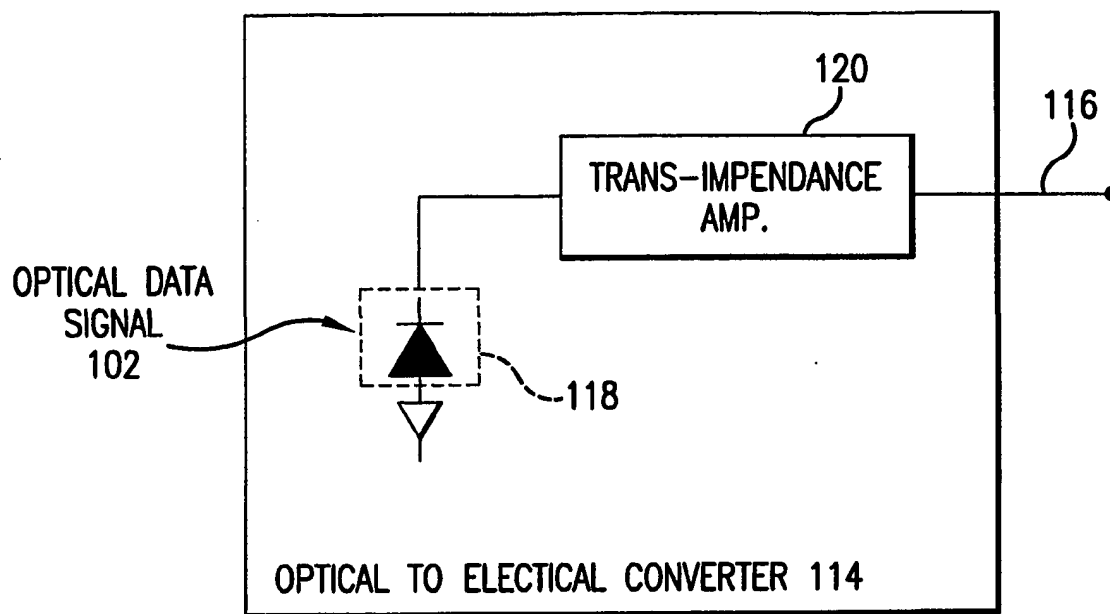 120
116
TRANS-IMPENDANCE
AMP.
OPTICAL DATA
SIGNAL
102
118
OPTICAL TO ELECTICAL CONVERTER 114